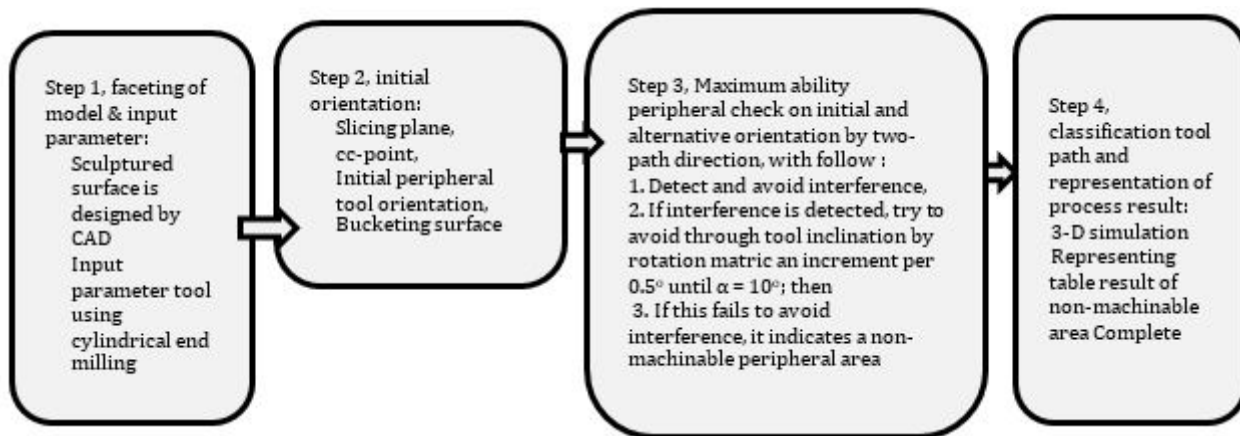 Step 1, faceting of
model & input
parameter:
Sculptured
surface is
designed by
CAD
Input
parameter tool
using
cylindrical end
milling
Step 2, initial
orientation:
Slicing plane,
cc-point,
Initial peripheral
tool orientation,
Bucketing surface
Step 3, Maximum ability
peripheral check on initial and
alternative orientation by two-
path direction, with follow :
1. Detect and avoid interference,
2. If interference is detected, try to
avoid through tool inclination by
rotation matric an increment per
0.5° until α = 10°; then
3. If this fails to avoid
interference, it indicates a non-
machinable peripheral area
Step 4,
classification tool
path and
representation of
process result:
3-D simulation
Representing
table result of
non-machinable
area Complete